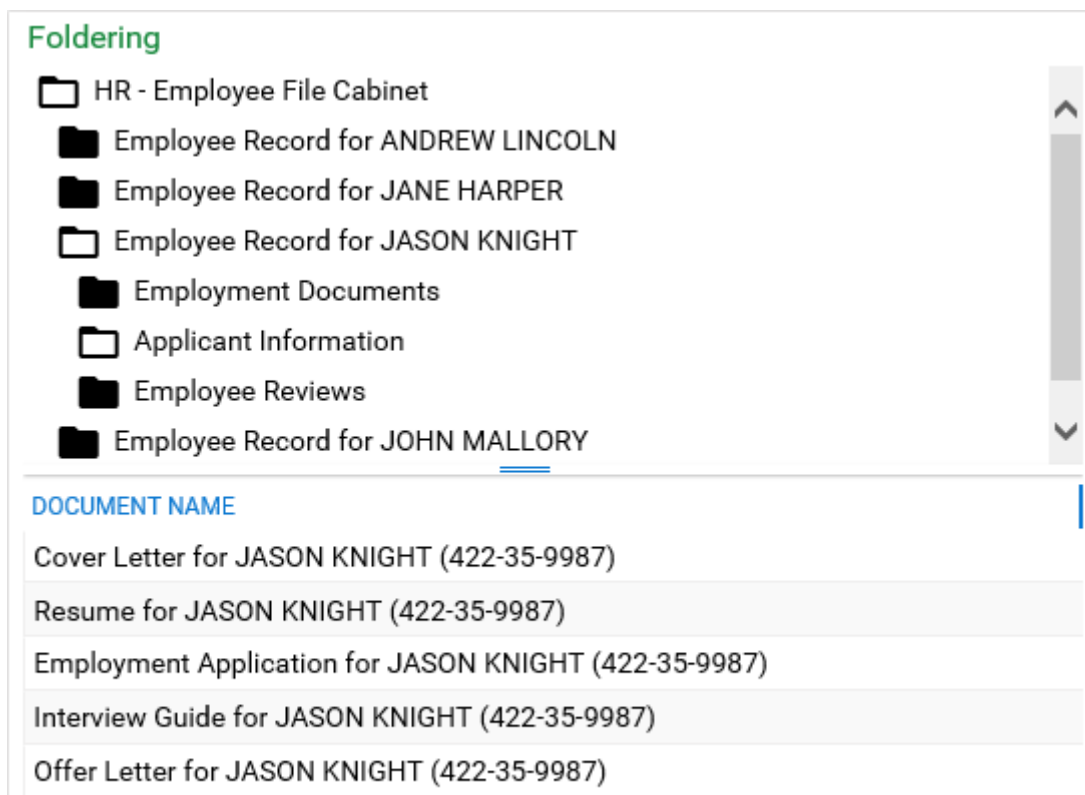 Foldering
HR - Employee File Cabinet
Employee Record for ANDREW LINCOLN
Employee Record for JANE HARPER
Employee Record for JASON KNIGHT
Employment Documents
Applicant Information
Employee Reviews
Employee Record for JOHN MALLORY
DOCUMENT NAME
Cover Letter for JASON KNIGHT (422-35-9987)
Resume for JASON KNIGHT (422-35-9987)
Employment Application for JASON KNIGHT (422-35-9987)
Interview Guide for JASON KNIGHT (422-35-9987)
Offer Letter for JASON KNIGHT (422-35-9987)